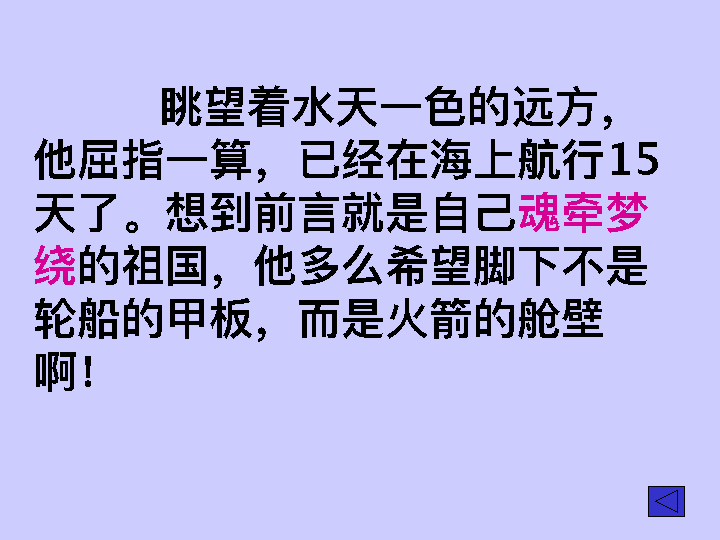 眺望着水天一色的远方，
他屈指一算，已经在海上航行15
天了。想到前言就是自己魂牵梦
绕的祖国，他多么希望脚下不是
轮船的甲板，而是火箭的舱壁
啊！